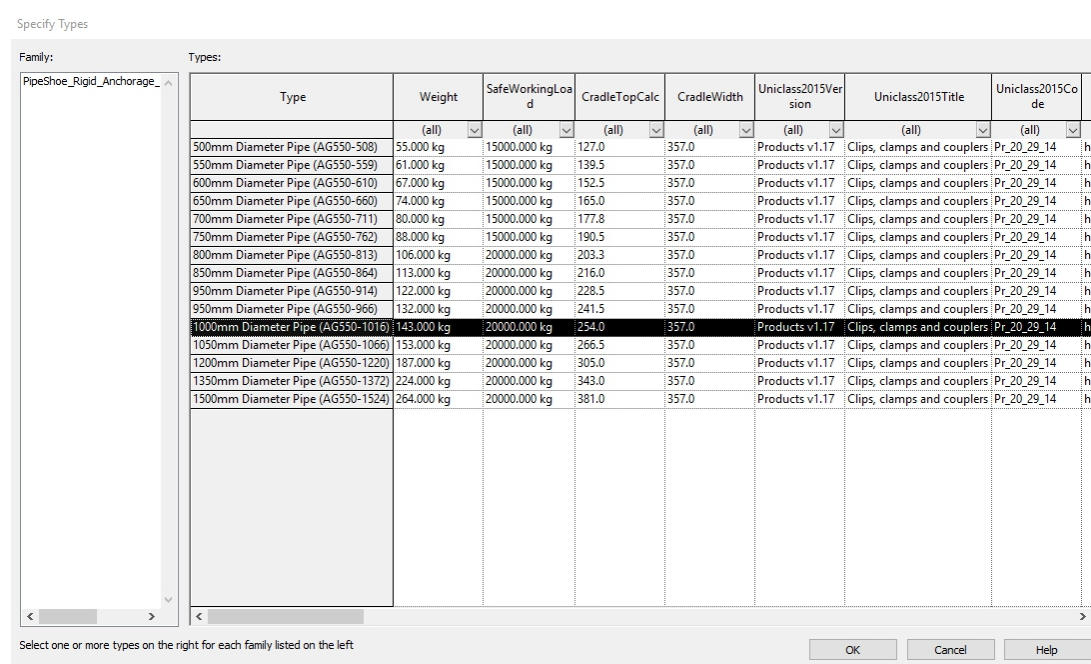 Specify Types
Family: Types:
PipeShoe_Rigid_Anchorage_
Type Weight SafeWorkingLoa
d CradleTopCalc CradleWidth Uniclass2015Ver
sion Uniclass2015Title Uniclass2015Co
de
(all) (all) (all) (all) (all) (all) (all)
500mm Diameter Pipe (AG550-508) 55.000 kg 15000.000 kg 127.0 357.0 Products v1.17 Clips, clamps and couplers Pr_20_29_14 h
550mm Diameter Pipe (AG550-559) 61.000 kg 15000.000 kg 139.5 357.0 Products v1.17 Clips, clamps and couplers Pr_20_29_14 h
600mm Diameter Pipe (AG550-610) 67.000 kg 15000.000 kg 152.5 357.0 Products v1.17 Clips, clamps and couplers Pr_20_29_14 h
650mm Diameter Pipe (AG550-660) 74.000 kg 15000.000 kg 165.0 357.0 Products v1.17 Clips, clamps and couplers Pr_20_29_14 h
700mm Diameter Pipe (AG550-711) 80.000 kg 15000.000 kg 177.8 357.0 Products v1.17 Clips, clamps and couplers Pr_20_29_14 h
750mm Diameter Pipe (AG550-762) 88.000 kg 15000.000 kg 190.5 357.0 Products v1.17 Clips, clamps and couplers Pr_20_29_14 h
800mm Diameter Pipe (AG550-813) 106.000 kg 20000.000 kg 203.3 357.0 Products v1.17 Clips, clamps and couplers Pr_20_29_14 h
850mm Diameter Pipe (AG550-864) 113.000 kg 20000.000 kg 216.0 357.0 Products v1.17 Clips, clamps and couplers Pr_20_29_14 h
950mm Diameter Pipe (AG550-914) 122.000 kg 20000.000 kg 228.5 357.0 Products v1.17 Clips, clamps and couplers Pr_20_29_14 h
950mm Diameter Pipe (AG550-966) 132.000 kg 20000.000 kg 241.5 357.0 Products v1.17 Clips, clamps and couplers Pr_20_29_14 h
1000mm Diameter Pipe (AG550-1016) 143.000 kg 20000.000 kg 254.0 357.0 Products v1.17 Clips, clamps and couplers Pr_20_29_14 h
1050mm Diameter Pipe (AG550-1066) 153.000 kg 20000.000 kg 266.5 357.0 Products v1.17 Clips, clamps and couplers Pr_20_29_14 h
1200mm Diameter Pipe (AG550-1220) 187.000 kg 20000.000 kg 305.0 357.0 Products v1.17 Clips, clamps and couplers Pr_20_29_14 h
1350mm Diameter Pipe (AG550-1372) 224.000 kg 20000.000 kg 343.0 357.0 Products v1.17 Clips, clamps and couplers Pr_20_29_14 h
1500mm Diameter Pipe (AG550-1524) 264.000 kg 20000.000 kg 381.0 357.0 Products v1.17 Clips, clamps and couplers Pr_20_29_14 h
Select one or more types on the right for each family listed on the left
OK Cancel Help